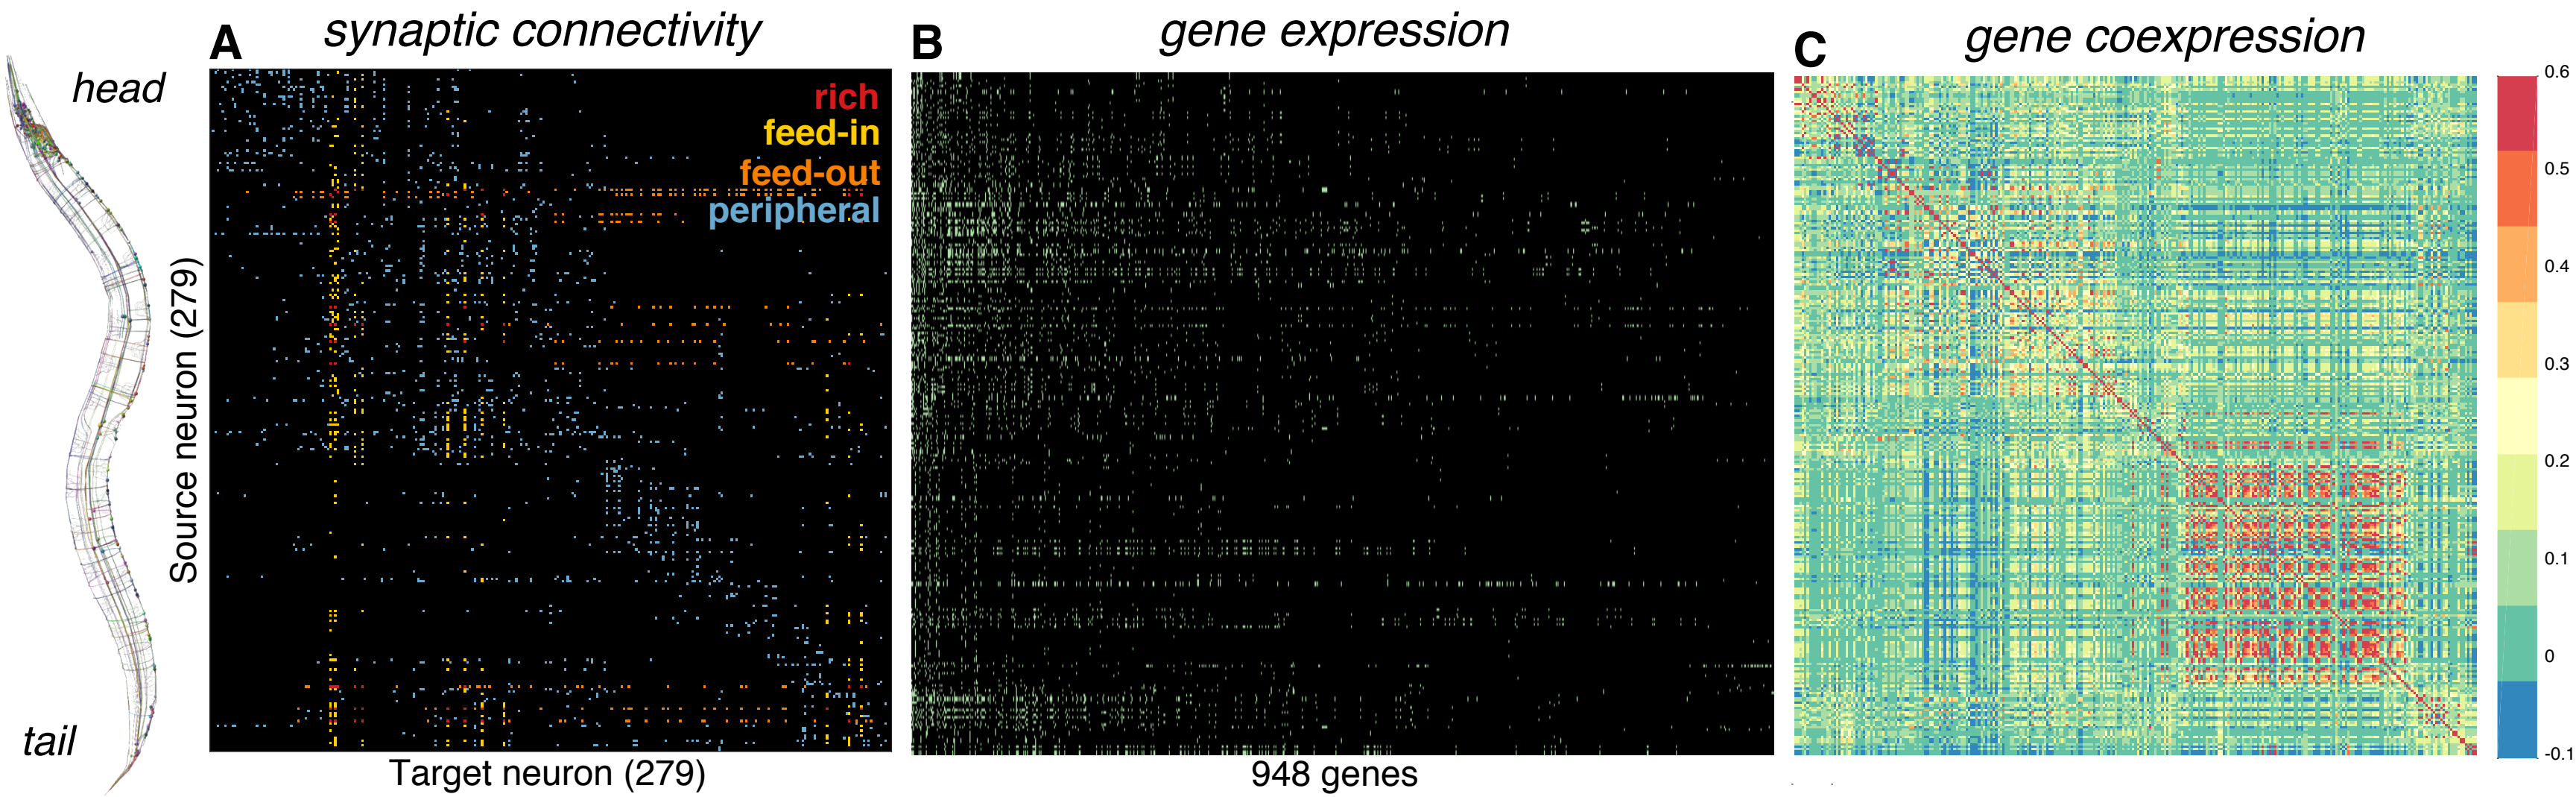 head
tail
A
synaptic connectivity
rich
feed-in
feed-out
peripheral
Source neuron (279)
Target neuron (279)
B
gene expression
948 genes
C
gene coexpression
0.6
0.5
0.4
0.3
0.2
0.1
0
-0.1